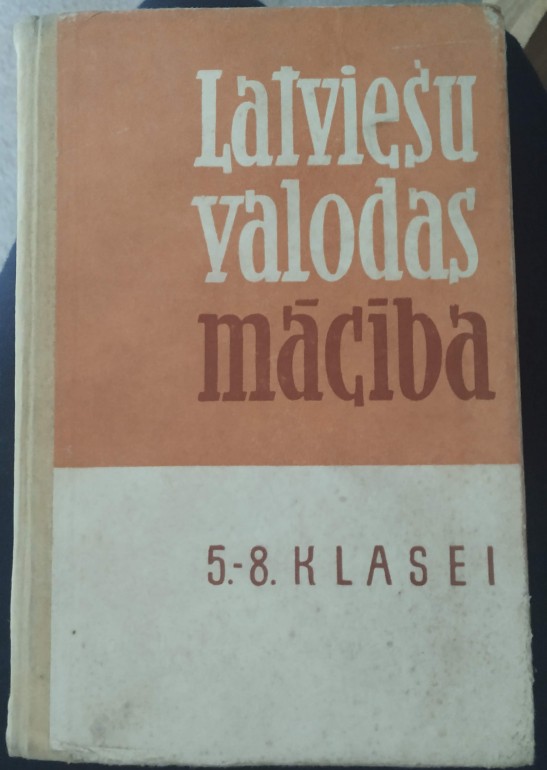 Latviešu
valodas
mācība
5.-8. KLASEI